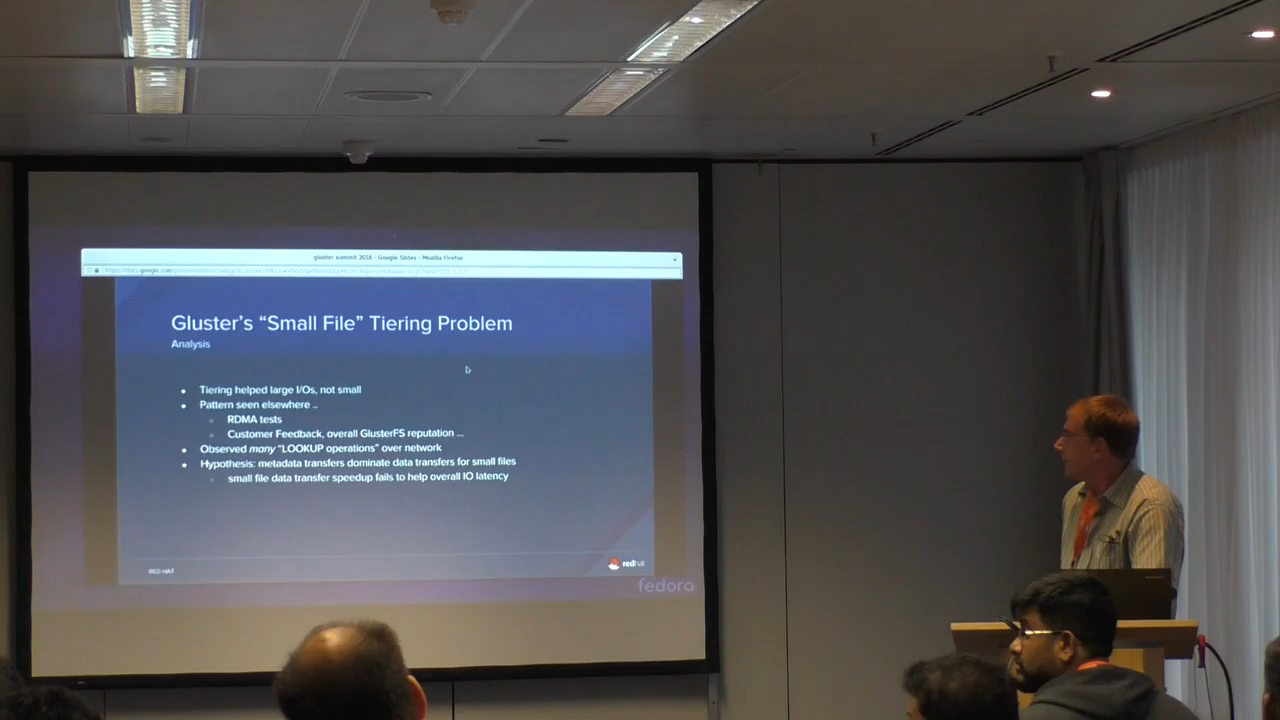 gluster summit 2016 - Google Slides - Mozilla Firefox
Gluster's "Small File" Tiering Problem
Analysis
Tiering helped large I/Os, not small
Pattern seen elsewhere ..
RDMA tests
Customer Feedback, overall GlusterFS reputation ...
Observed many "LOOKUP operations" over network
Hypothesis: metadata transfers dominate data transfers for small files
small file data transfer speedup fails to help overall IO latency
RED HAT
redhat
fedora